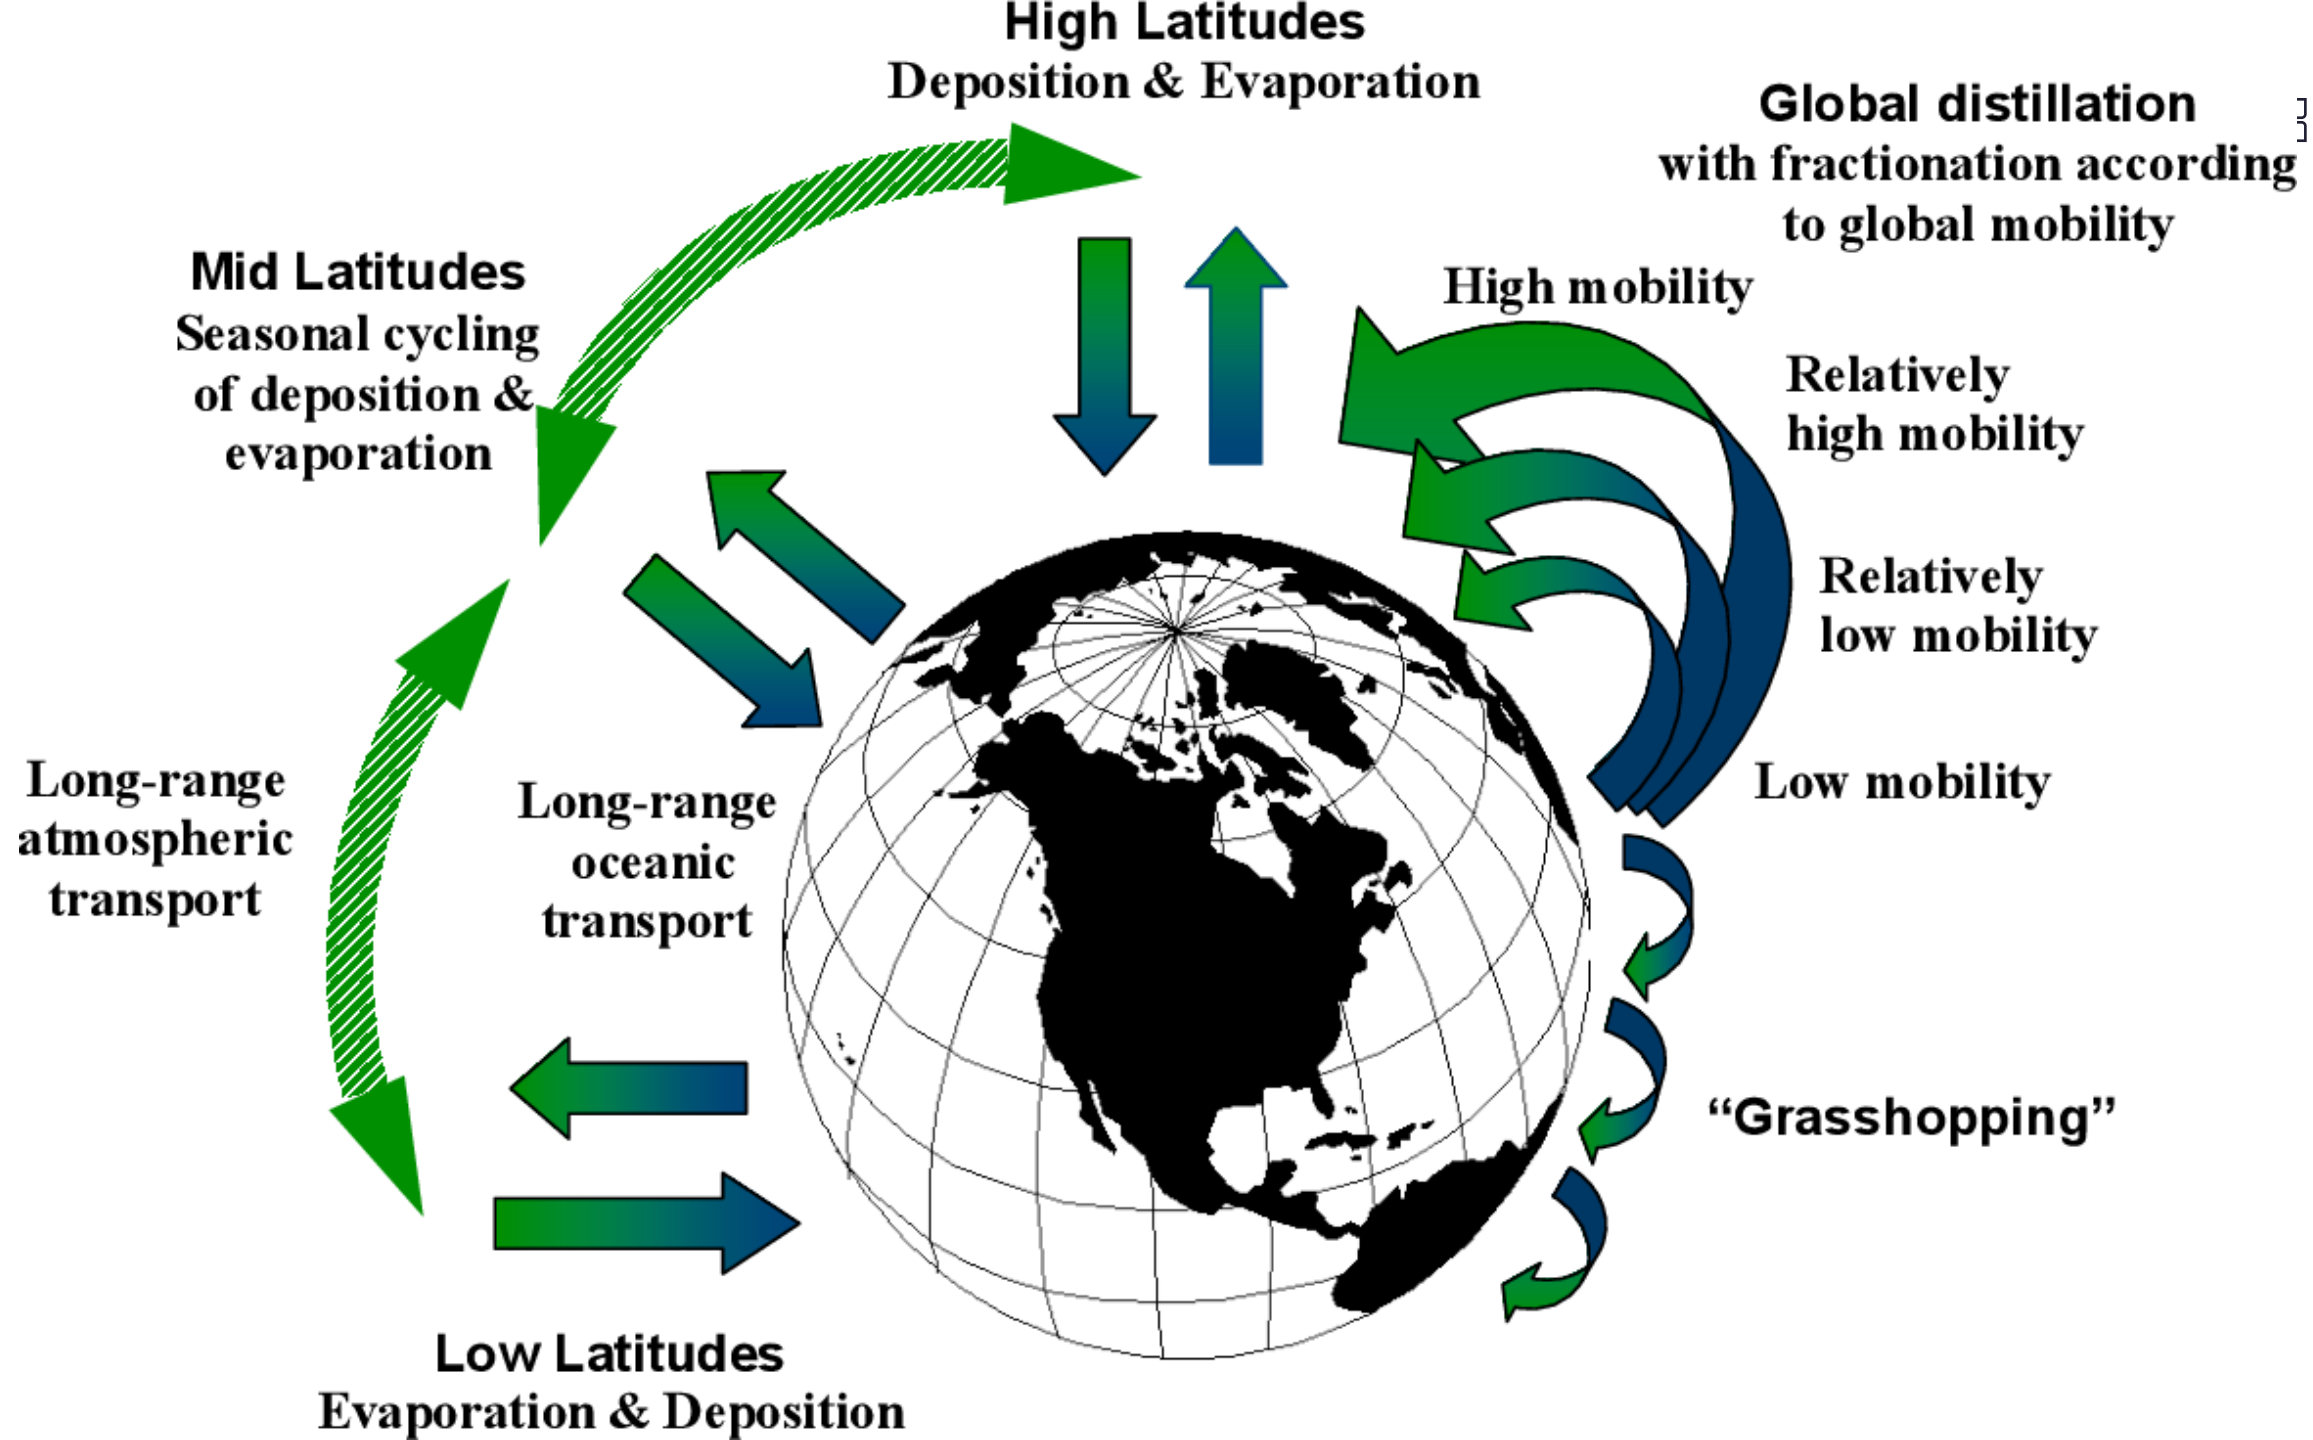 High Latitudes
Deposition & Evaporation
Global distillation
with fractionation according
to global mobility
High mobility
Mid Latitudes
Seasonal cycling
of deposition &
evaporation
Relatively
high mobility
Relatively
low mobility
Low mobility
Long-range
atmospheric
transport
Long-range
oceanic
transport
“Grasshopping”
Low Latitudes
Evaporation & Deposition